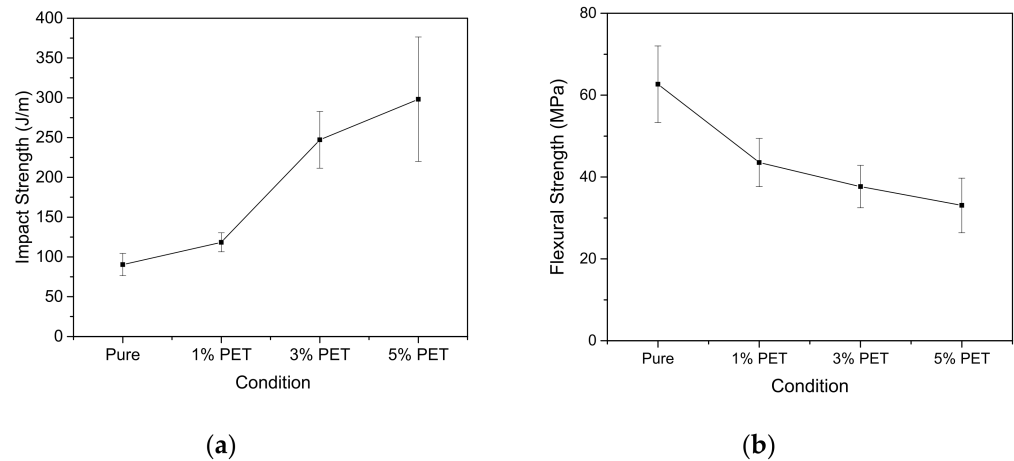 400
350
300
250
200
150
100
50
0
Impact Strength (J/m)
Pure 1% PET 3% PET 5% PET
Condition
(a)
80
60
40
20
0
Flexural Strength (MPa)
Pure 1% PET 3% PET 5% PET
Condition
(b)